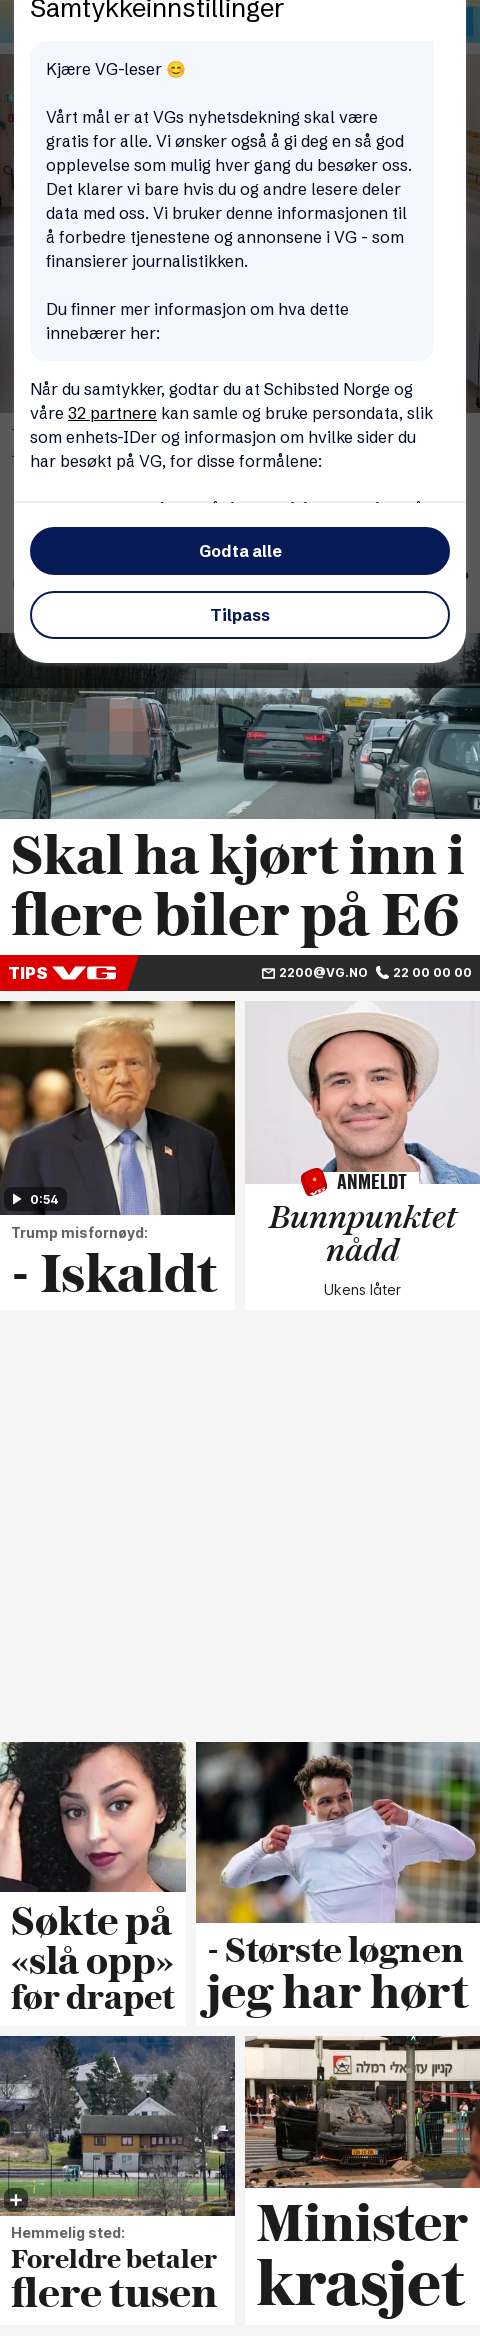 Samtykkeinnstillinger
Kjære VG-leser 😊
Vårt mål er at VGs nyhetsdekning skal være
gratis for alle. Vi ønsker også å gi deg en så god
opplevelse som mulig hver gang du besøker oss.
Det klarer vi bare hvis du og andre lesere deler
data med oss. Vi bruker denne informasjonen til
å forbedre tjenestene og annonsene i VG - som
finansierer journalistikken.
Du finner mer informasjon om hva dette
innebærer her:
Når du samtykker, godtar du at Schibsted Norge og
våre 32 partnere kan samle og bruke persondata, slik
som enhets-IDer og informasjon om hvilke sider du
har besøkt på VG, for disse formålene:
Godta alle
Tilpass
Skal ha kjørt inn i
flere biler på E6
TIPS VG 2200@VG.NO 22 00 00 00
0:54
Trump misfornøyd:
- Iskaldt
ANMELDT
Bunnpunktet
nådd
Ukens låter
Søkte på
«slå opp»
før drapet
- Største løgnen
jeg har hørt
Hemmelig sted:
Foreldre betaler
flere tusen
קניון עזריאלי רמלה
Minister
krasjet